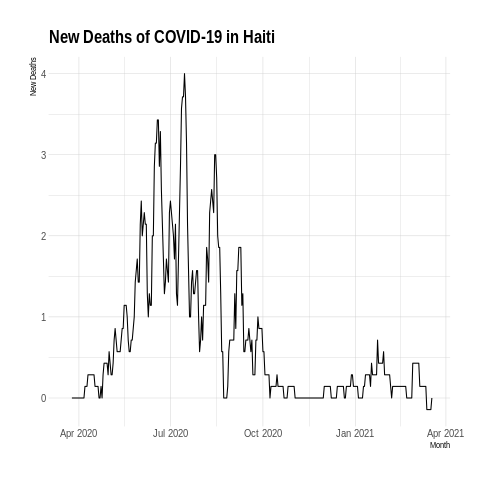 New Deaths of COVID-19 in Haiti
New Deaths
4
3
2
1
0
Apr 2020
Jul 2020
Oct 2020
Jan 2021
Apr 2021
Month